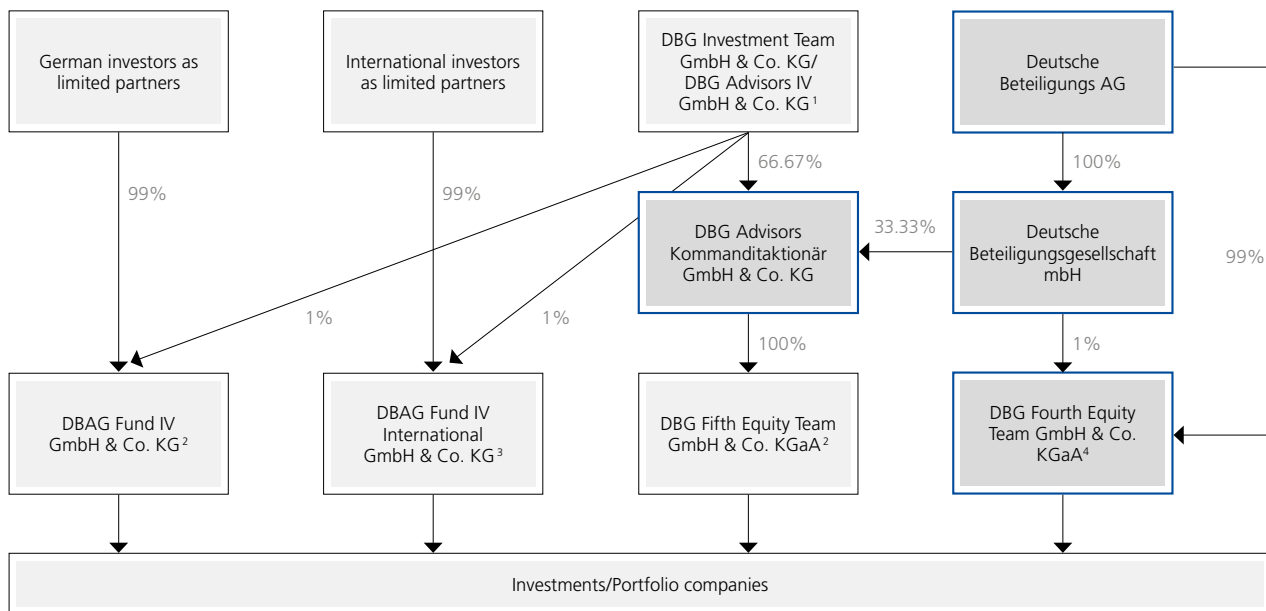 German investors as
limited partners
International investors
as limited partners
DBG Investment Team
GmbH & Co. KG/
DBG Advisors IV
GmbH & Co. KG 1
Deutsche
Beteiligungs AG
99%
99%
66.67%
100%
DBG Advisors
Kommanditaktionär
GmbH & Co. KG
33.33%
Deutsche
Beteiligungsgesellschaft
mbH
99%
1%
1%
100%
1%
DBAG Fund IV
GmbH & Co. KG 2
DBAG Fund IV
International
GmbH & Co. KG 3
DBG Fifth Equity Team
GmbH & Co. KGaA 2
DBG Fourth Equity
Team GmbH & Co.
KGaA4
Investments/Portfolio companies